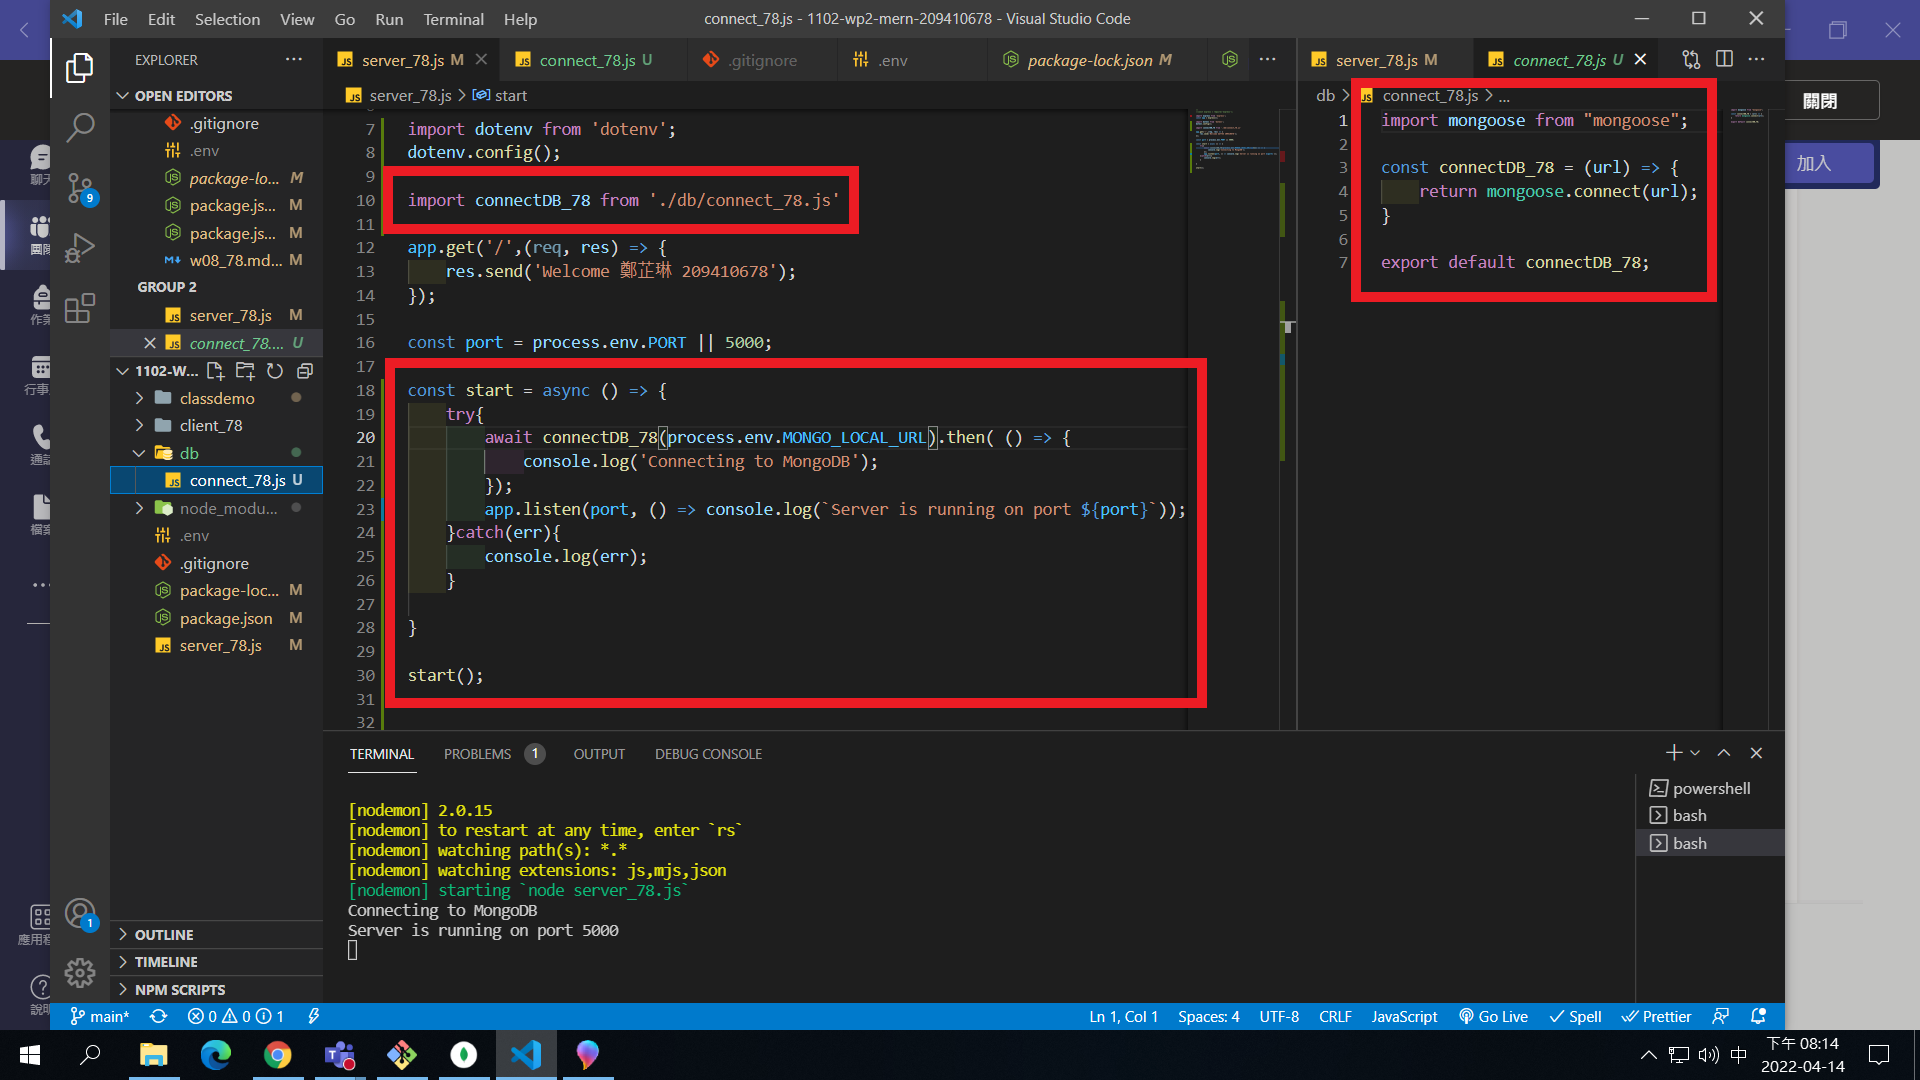 File Edit Selection View Go Run Terminal Help
connect_78.js - 1102-wp2-mern-209410678 - Visual Studio Code
EXPLORER
OPEN EDITORS
.gitignore
.env
package-lo... M
package.js... M
package.js... M
w08_78.md... M
GROUP 2
server_78.js M
connect_78.... U
1102-W...
classdemo
client_78
db
connect_78.js U
node_modu...
.env
.gitignore
package-loc... M
package.json M
server_78.js M
OUTLINE
TIMELINE
NPM SCRIPTS
server_78.js M
connect_78.js U
.gitignore
.env
package-lock.json M
server_78.js > start
7 import dotenv from 'dotenv';
8 dotenv.config();
9
10 import connectDB_78 from './db/connect_78.js'
11
12 app.get('/',(req, res) => {
13 res.send('Welcome 鄭芷琳 209410678');
14 });
15
16 const port = process.env.PORT || 5000;
17
18 const start = async () => {
19 try{
20 await connectDB_78(process.env.MONGO_LOCAL_URL).then( () => {
21 console.log('Connecting to MongoDB');
22 });
23 app.listen(port, () => console.log(`Server is running on port ${port}`));
24 }catch(err){
25 console.log(err);
26 }
27
28 }
29
30 start();
31
32
server_78.js M
connect_78.js U
db > connect_78.js > ...
1 import mongoose from "mongoose";
2
3 const connectDB_78 = (url) => {
4 return mongoose.connect(url);
5 }
6
7 export default connectDB_78;
關閉
加入
TERMINAL PROBLEMS 1 OUTPUT DEBUG CONSOLE
[nodemon] 2.0.15
[nodemon] to restart at any time, enter `rs`
[nodemon] watching path(s): *.*
[nodemon] watching extensions: js,mjs,json
[nodemon] starting `node server_78.js`
Connecting to MongoDB
Server is running on port 5000
powershell
bash
bash
9
1
main* 0 0 1
Ln 1, Col 1 Spaces: 4 UTF-8 CRLF JavaScript Go Live Spell Prettier
中
下午 08:14
2022-04-14